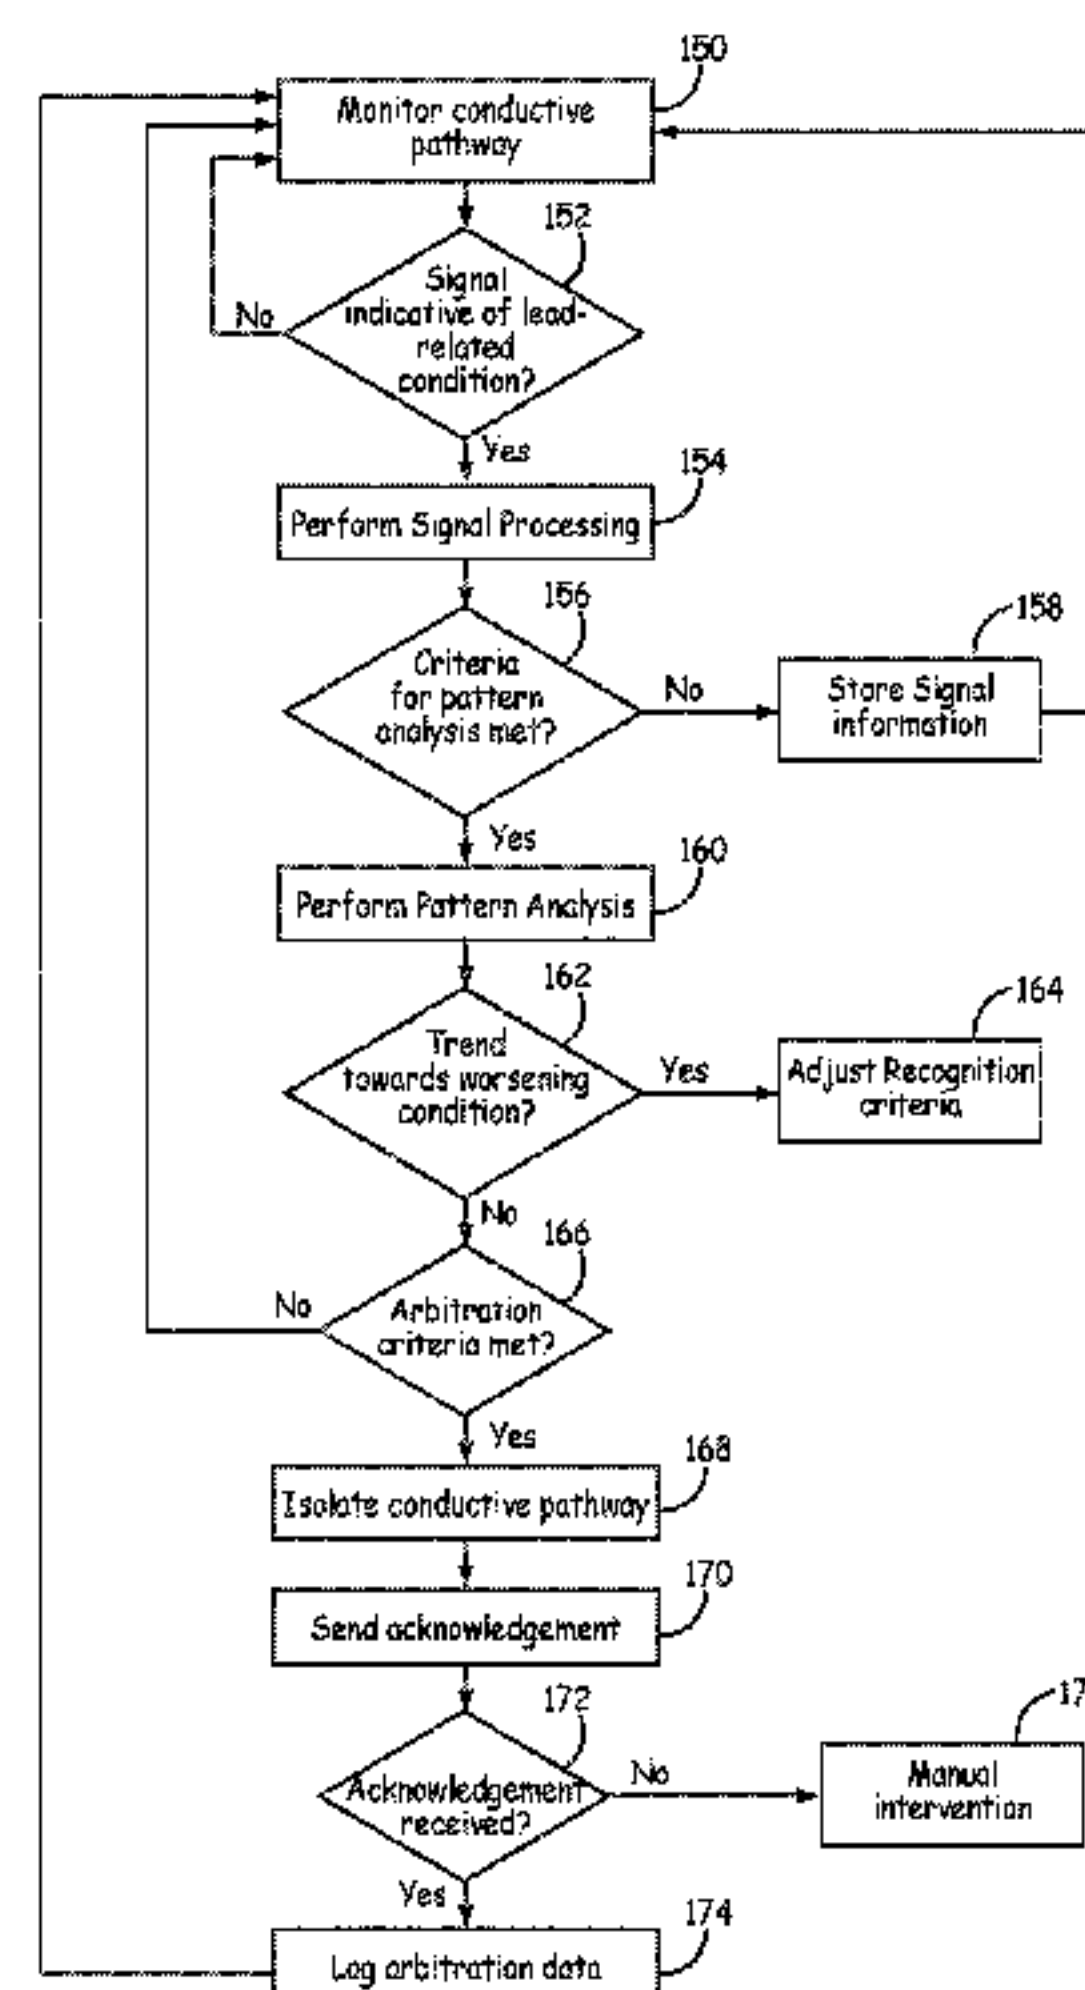 150
Monitor conductive
pathway
152
Signal
indicative of lead-
related
condition?
No
Yes
154
Perform Signal Processing
156
Criteria
for pattern
analysis met?
No
158
Store Signal
information
Yes
160
Perform Pattern Analysis
162
Trend
towards worsening
condition?
Yes
164
Adjust Recognition
criteria
No
166
Arbitration
criteria met?
No
Yes
168
Isolate conductive pathway
170
Send acknowledgement
172
Acknowledgement
received?
No
Manual
intervention
Yes
174
Log arbitration data